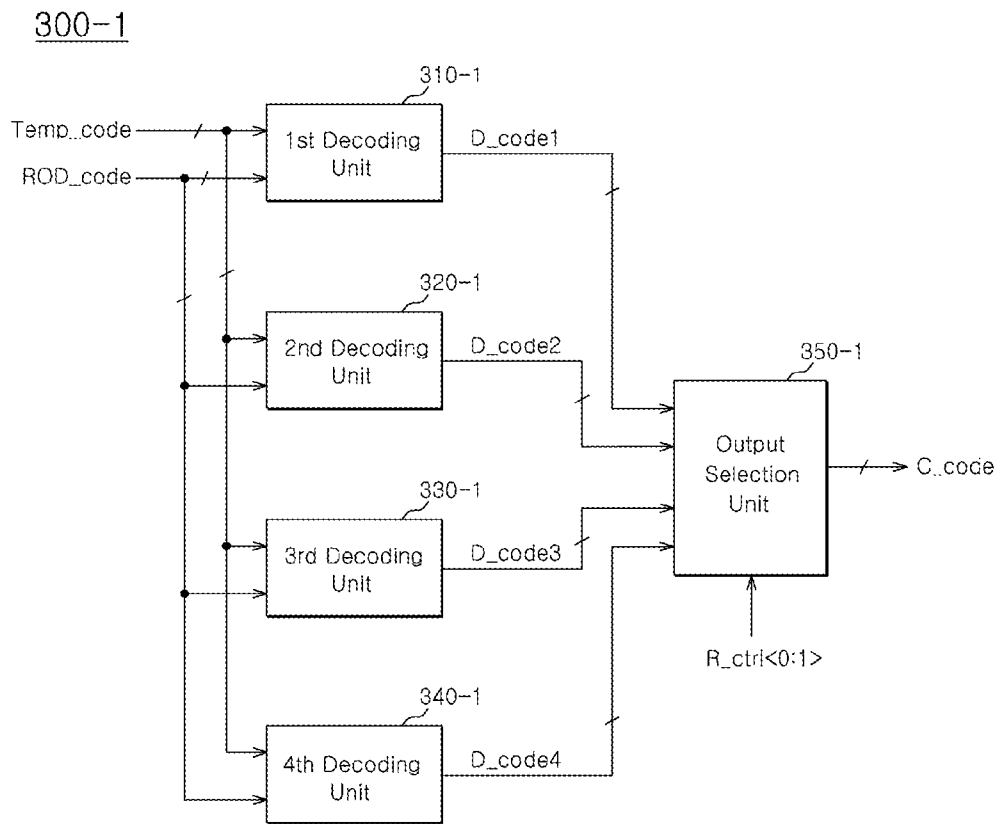 300-1
310-1
Temp_code
ROD_code
1st Decoding
Unit
D_code1
320-1
2nd Decoding
Unit
D_code2
350-1
Output
Selection
Unit
C_code
330-1
3rd Decoding
Unit
D_code3
R_ctrl<0:1>
340-1
4th Decoding
Unit
D_code4